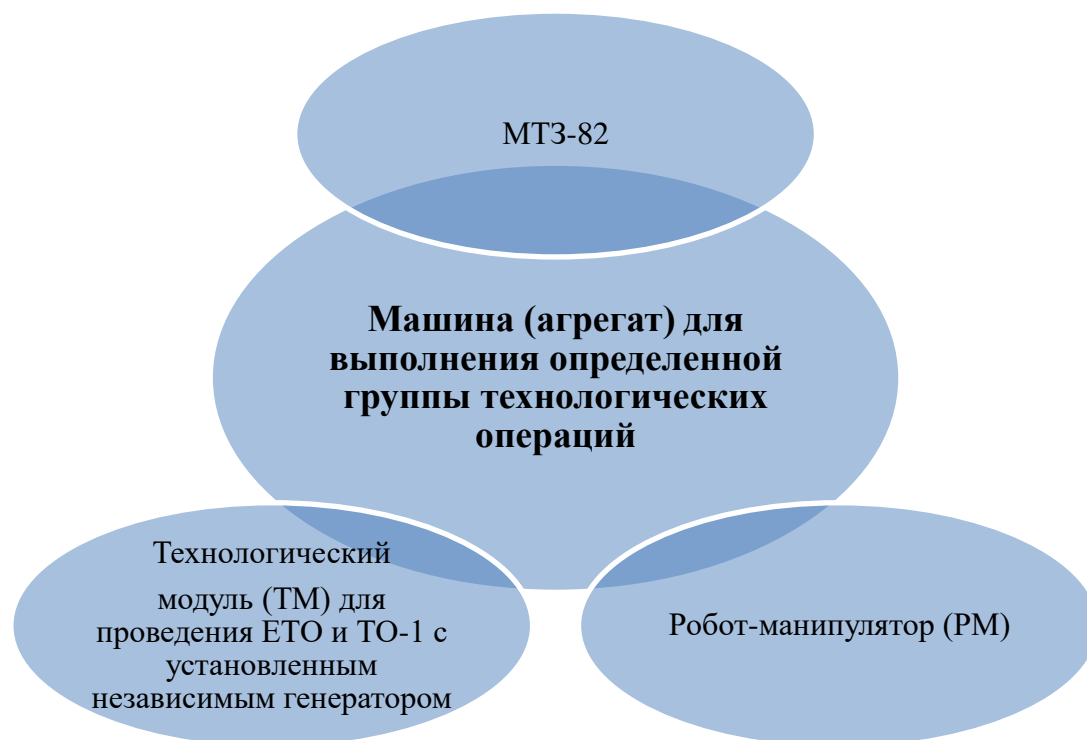 МТЗ-82
Машина (агрегат) для
выполнения определенной
группы технологических
операций
Технологический
модуль (ТМ) для
проведения ЕТО и ТО-1 с
установленным
независимым генератором
Робот-манипулятор (РМ)